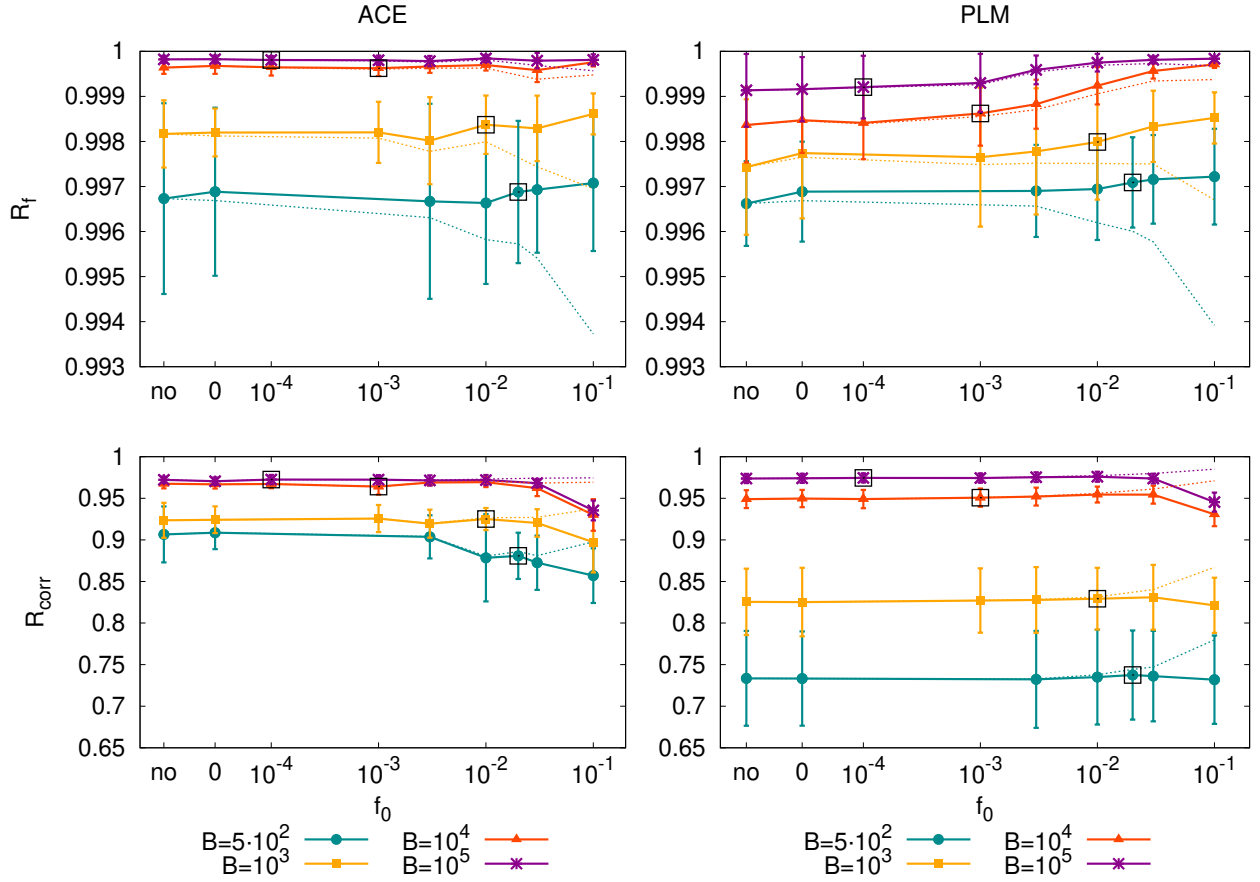 ACE
PLM
R_f
1
0.999
0.998
0.997
0.996
0.995
0.994
0.993
no 0 10^-4 10^-3 10^-2 10^-1
1
0.999
0.998
0.997
0.996
0.995
0.994
0.993
no 0 10^-4 10^-3 10^-2 10^-1
R_corr
1
0.95
0.9
0.85
0.8
0.75
0.7
0.65
no 0 10^-4 10^-3 10^-2 10^-1
f_0
1
0.95
0.9
0.85
0.8
0.75
0.7
0.65
no 0 10^-4 10^-3 10^-2 10^-1
f_0
B=5·10^2 B=10^4
B=10^3 B=10^5
B=5·10^2 B=10^4
B=10^3 B=10^5